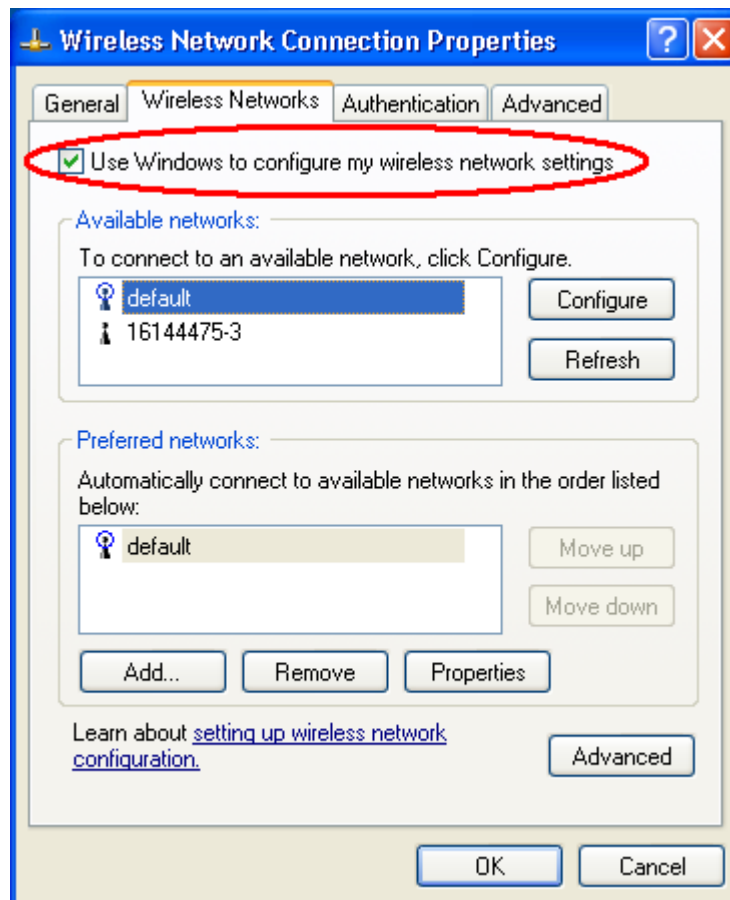 Wireless Network Connection Properties
General Wireless Networks Authentication Advanced
Use Windows to configure my wireless network settings
Available networks:
To connect to an available network, click Configure.
default
Configure
16144475-3
Refresh
Preferred networks:
Automatically connect to available networks in the order listed
below:
default
Move up
Move down
Add... Remove Properties
Learn about setting up wireless network
configuration.
Advanced
OK Cancel